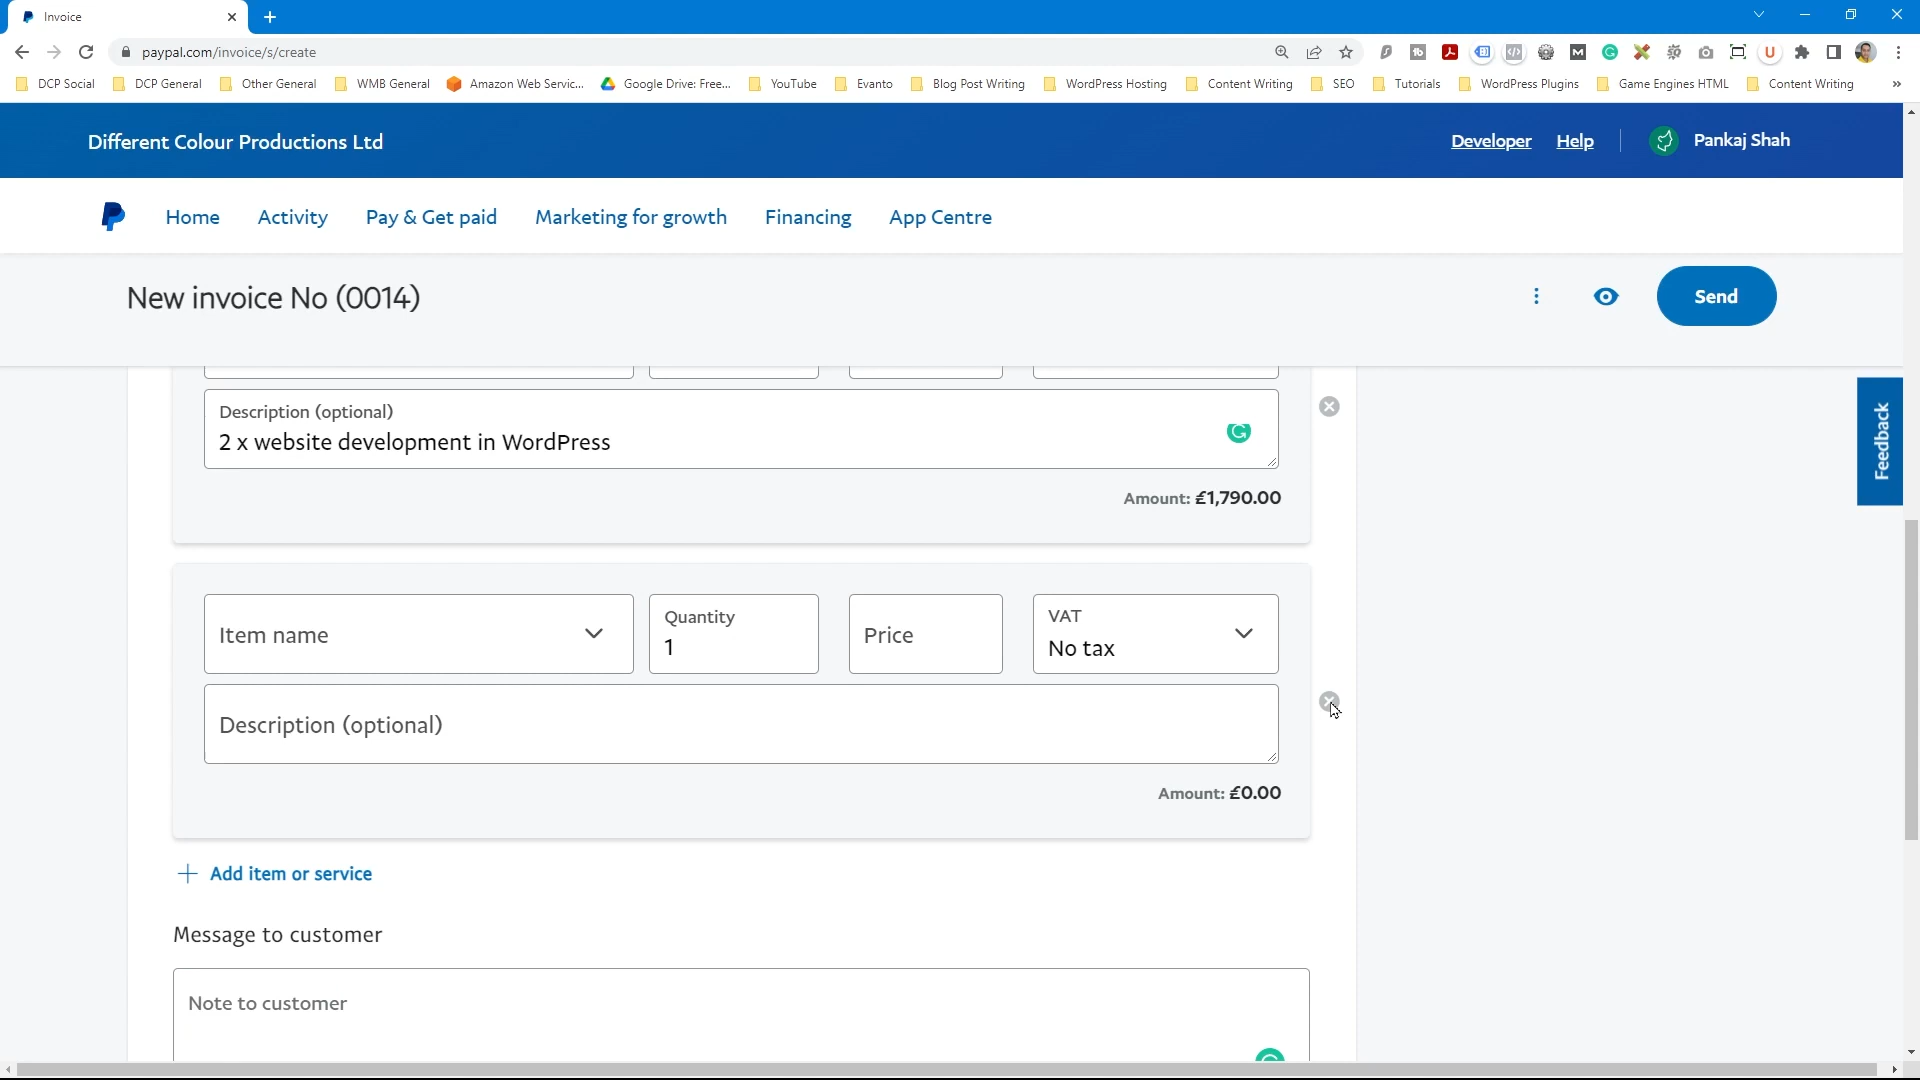 Invoice
paypal.com/invoice/s/create
DCP Social
DCP General
Other General
WMB General
Amazon Web Servic...
Google Drive: Free...
YouTube
Evanto
Blog Post Writing
WordPress Hosting
Content Writing
SEO
Tutorials
WordPress Plugins
Game Engines HTML
Content Writing
Different Colour Productions Ltd
Developer
Help
Pankaj Shah
Home
Activity
Pay & Get paid
Marketing for growth
Financing
App Centre
New invoice No (0014)
Send
Feedback
Description (optional)
2 x website development in WordPress
Amount: £1,790.00
Item name
Quantity
1
Price
VAT
No tax
Description (optional)
Amount: £0.00
Add item or service
Message to customer
Note to customer